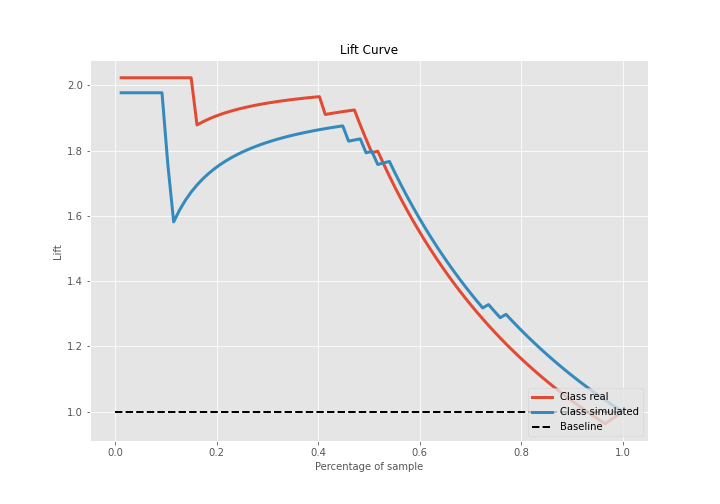 Lift Curve
Lift
2.0
1.8
1.6
1.4
1.2
1.0
0.0
0.2
0.4
0.6
0.8
1.0
Percentage of sample
Class real
Class simulated
Baseline